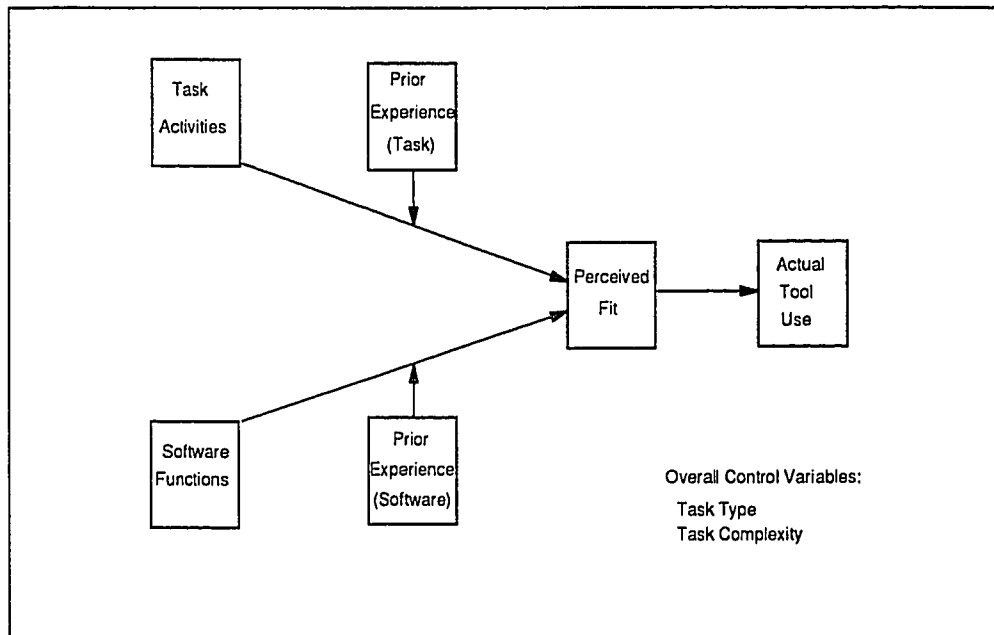 Task
Activities
Prior
Experience
(Task)
Perceived
Fit
Actual
Tool
Use
Software
Functions
Prior
Experience
(Software)
Overall Control Variables:
Task Type
Task Complexity